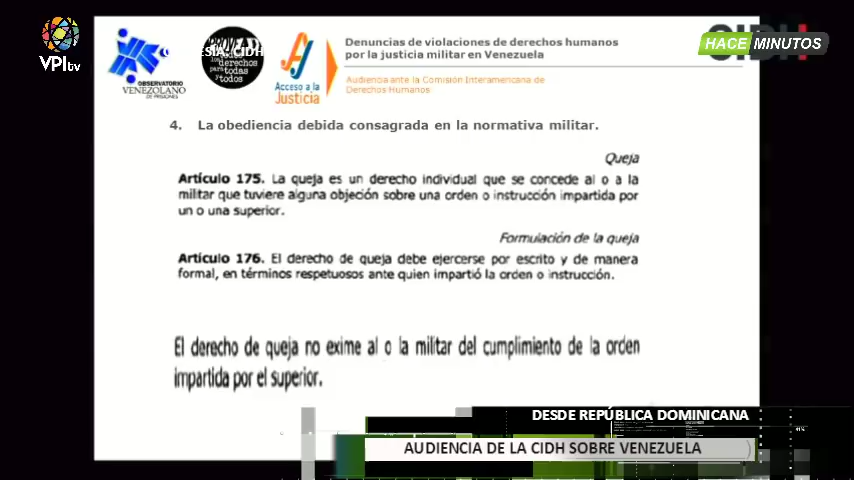 VPItv
CIDH
HACE MINUTOS
OBSERVATORIO
VENEZOLANO
DE PRISIONES
derechos
para
todas
y todos
Acceso a la
Justicia
Denuncias de violaciones de derechos humanos
por la justicia militar en Venezuela
Audiencia ante la Comisión Interamericana de
Derechos Humanos
4. La obediencia debida consagrada en la normativa militar.
Queja
Artículo 175. La queja es un derecho individual que se concede al o a la
militar que tuviere alguna objeción sobre una orden o instrucción impartida por
un o una superior.
Formulación de la queja
Artículo 176. El derecho de queja debe ejercerse por escrito y de manera
formal, en términos respetuosos ante quien impartió la orden o instrucción.
El derecho de queja no exime al o la militar del cumplimiento de la orden
impartida por el superior.
DESDE REPÚBLICA DOMINICANA
AUDIENCIA DE LA CIDH SOBRE VENEZUELA